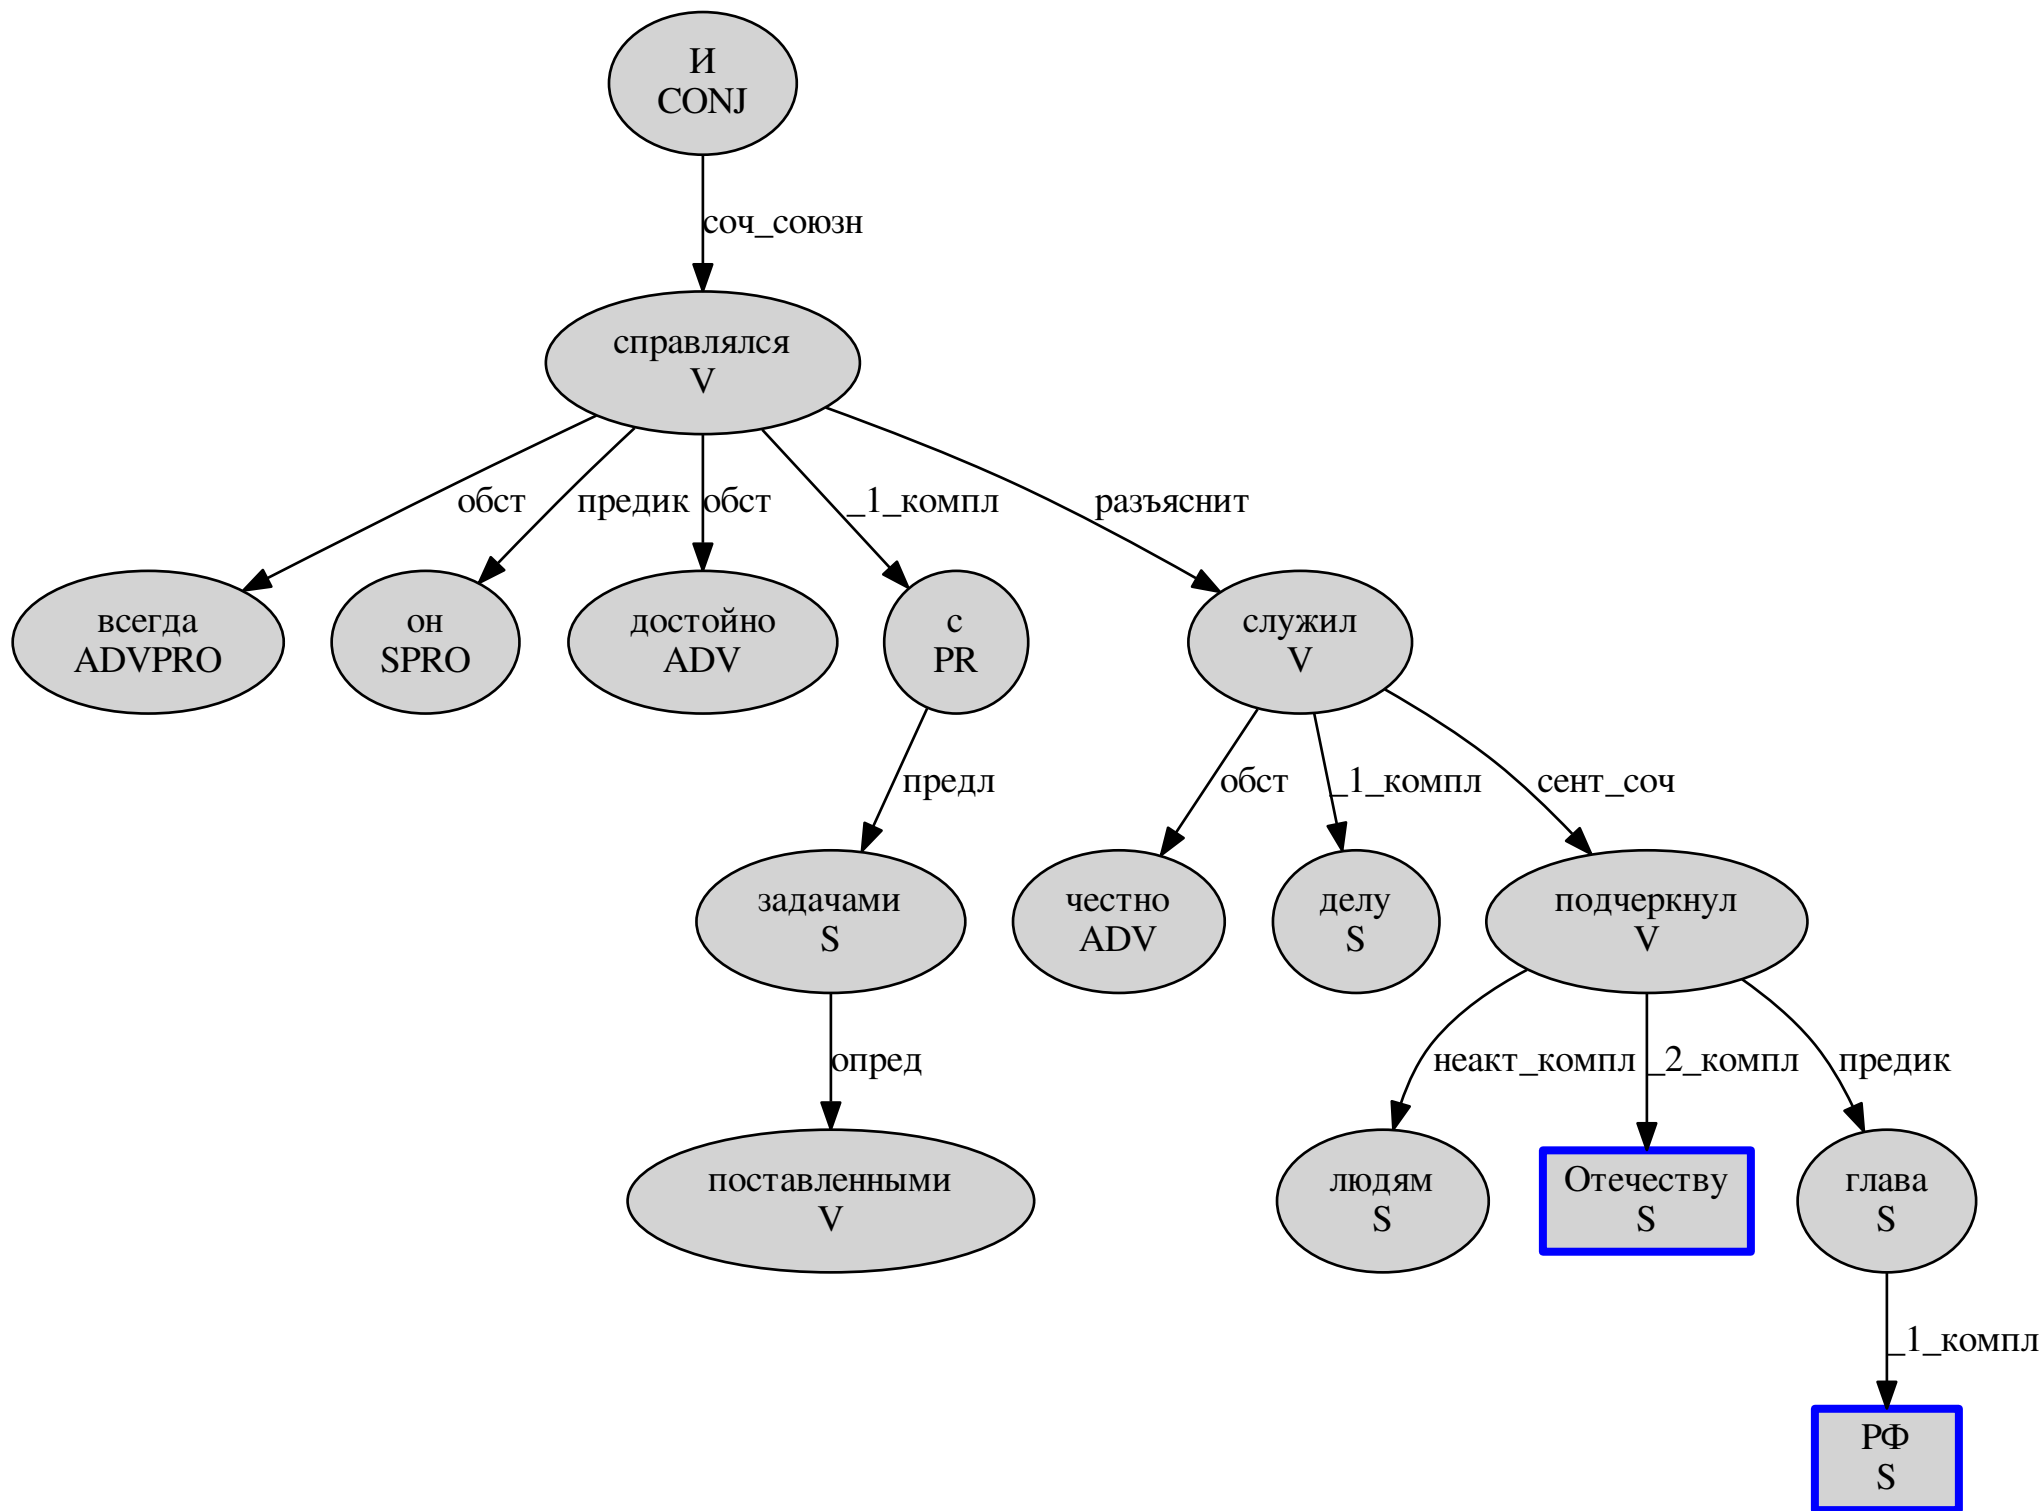 И
CONJ
соч_союзн
справлялся
V
обст
предик
обст
_1_компл
разъяснит
всегда
ADVPRO
он
SPRO
достойно
ADV
с
PR
служил
V
предл
обст
_1_компл
сент_соч
задачами
S
честно
ADV
делу
S
подчеркнул
V
опред
неакт_компл
_2_компл
предик
поставленными
V
людям
S
Отечеству
S
глава
S
_1_компл
РФ
S